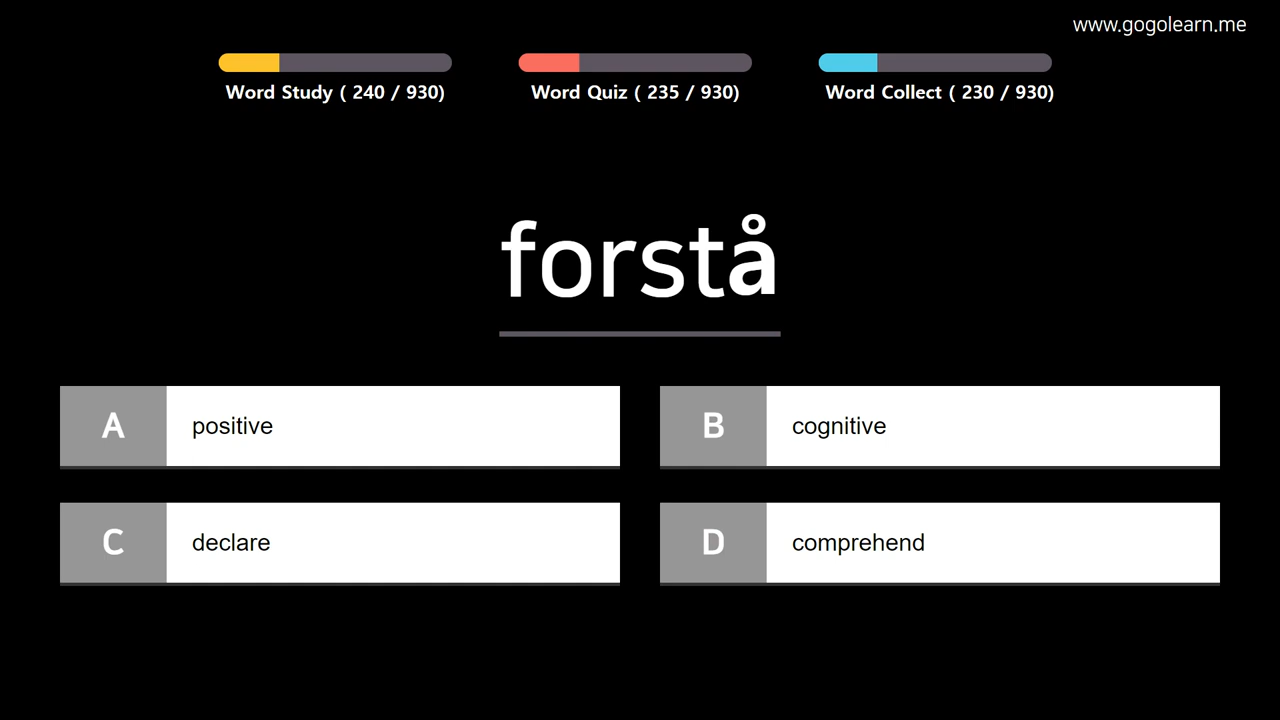 www.gogolearn.me
Word Study ( 240 / 930)
Word Quiz ( 235 / 930)
Word Collect ( 230 / 930)
forstå
A positive
B cognitive
C declare
D comprehend